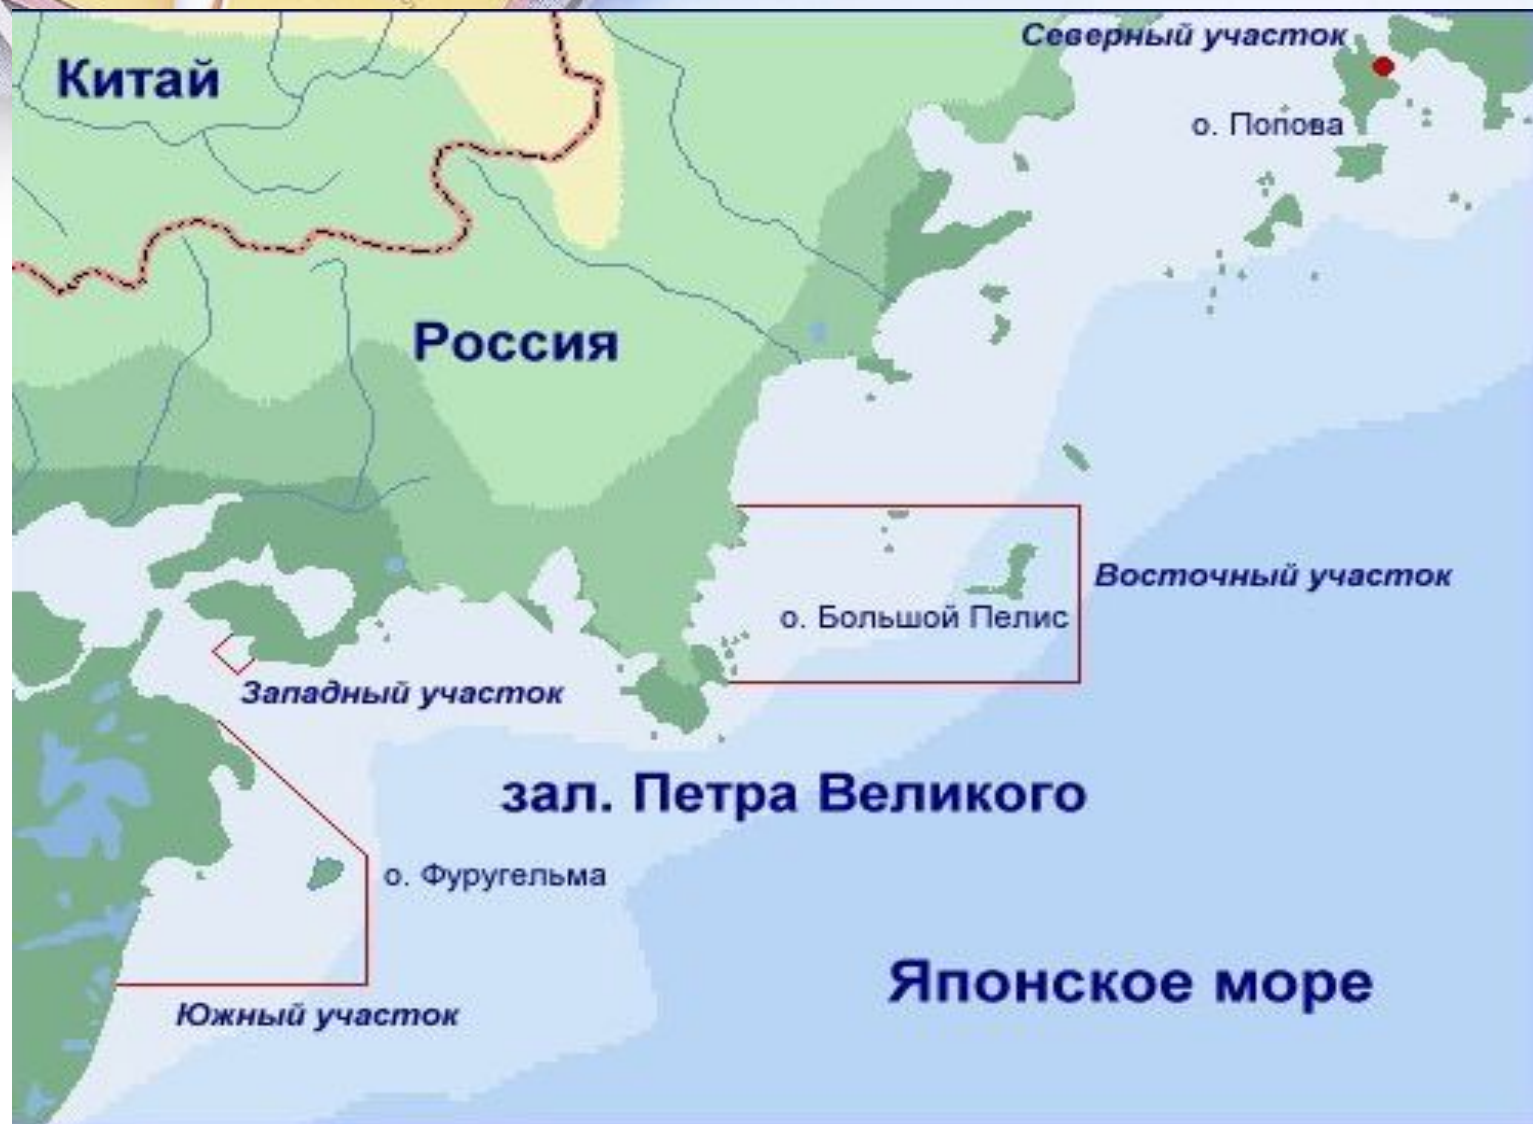 Северный участок
Китай
о. Попова
Россия
Восточный участок
о. Большой Пелис
Западный участок
зал. Петра Великого
о. Фуругельма
Японское море
Южный участок